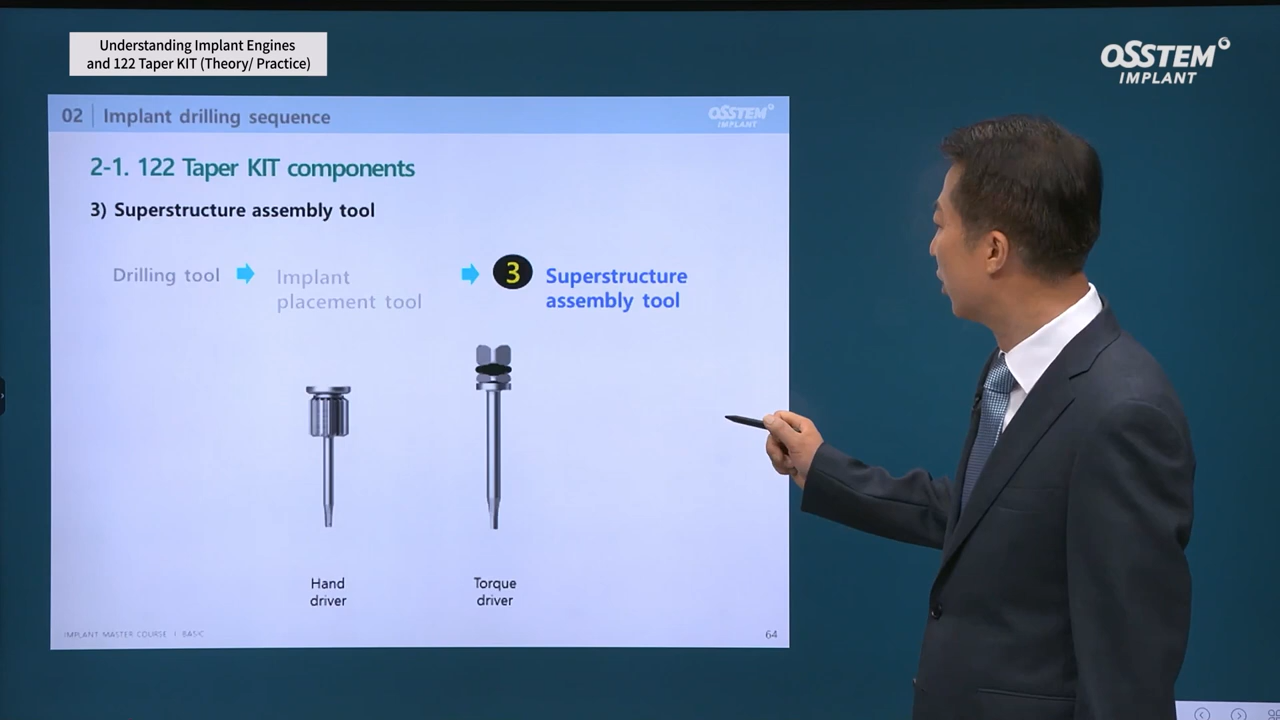 Understanding Implant Engines
and 122 Taper KIT (Theory/ Practice)
OSSTEM
IMPLANT
02 | Implant drilling sequence
OSSTEM
IMPLANT
2-1. 122 Taper KIT components
3) Superstructure assembly tool
Drilling tool
Implant
placement tool
3
Superstructure
assembly tool
Hand
driver
Torque
driver
IMPLANT MASTER COURSE | BASIC
64